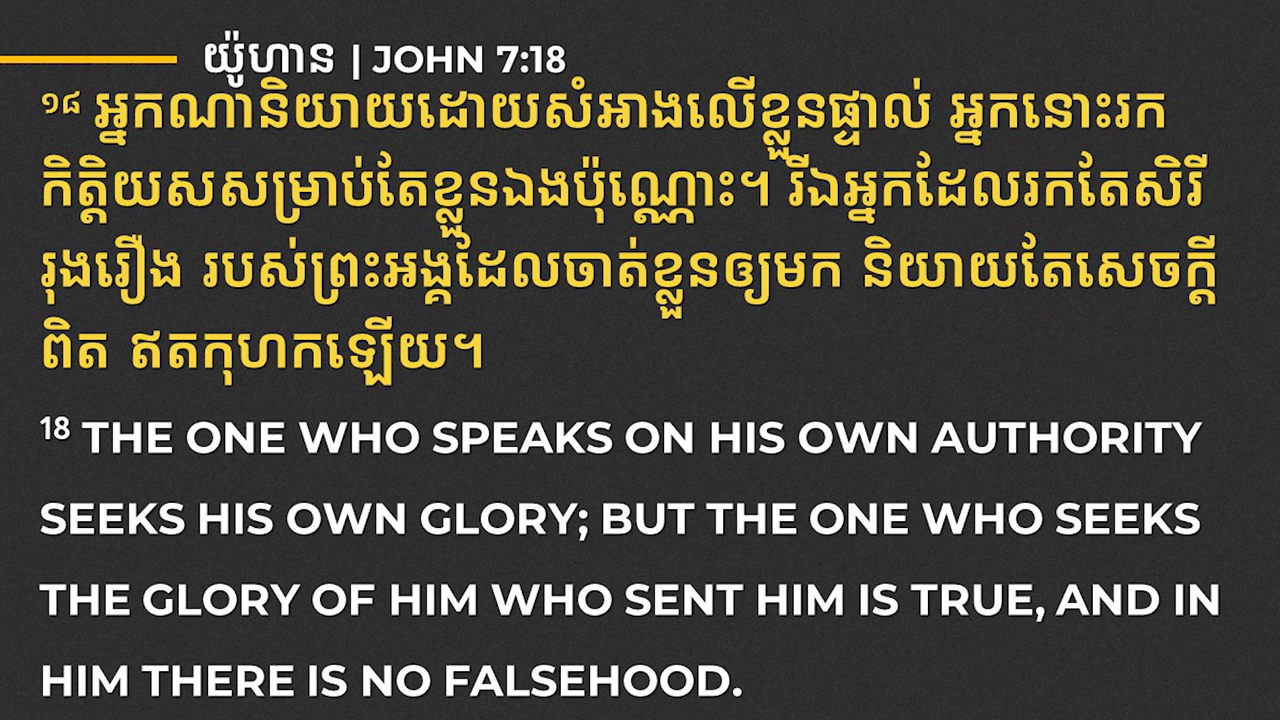 យ៉ូហាន | JOHN 7:18
១៨ អ្នកណានិយាយដោយសំអាងលើខ្លួនផ្ទាល់ អ្នកនោះរក
កិត្តិយសសម្រាប់តែខ្លួនឯងប៉ុណ្ណោះ។ រីឯអ្នកដែលរកតែសិរី
រុងរឿង របស់ព្រះអង្គដែលចាត់ខ្លួនឲ្យមក និយាយតែសេចក្ដី
ពិត ឥតកុហកឡើយ។
18 THE ONE WHO SPEAKS ON HIS OWN AUTHORITY
SEEKS HIS OWN GLORY; BUT THE ONE WHO SEEKS
THE GLORY OF HIM WHO SENT HIM IS TRUE, AND IN
HIM THERE IS NO FALSEHOOD.